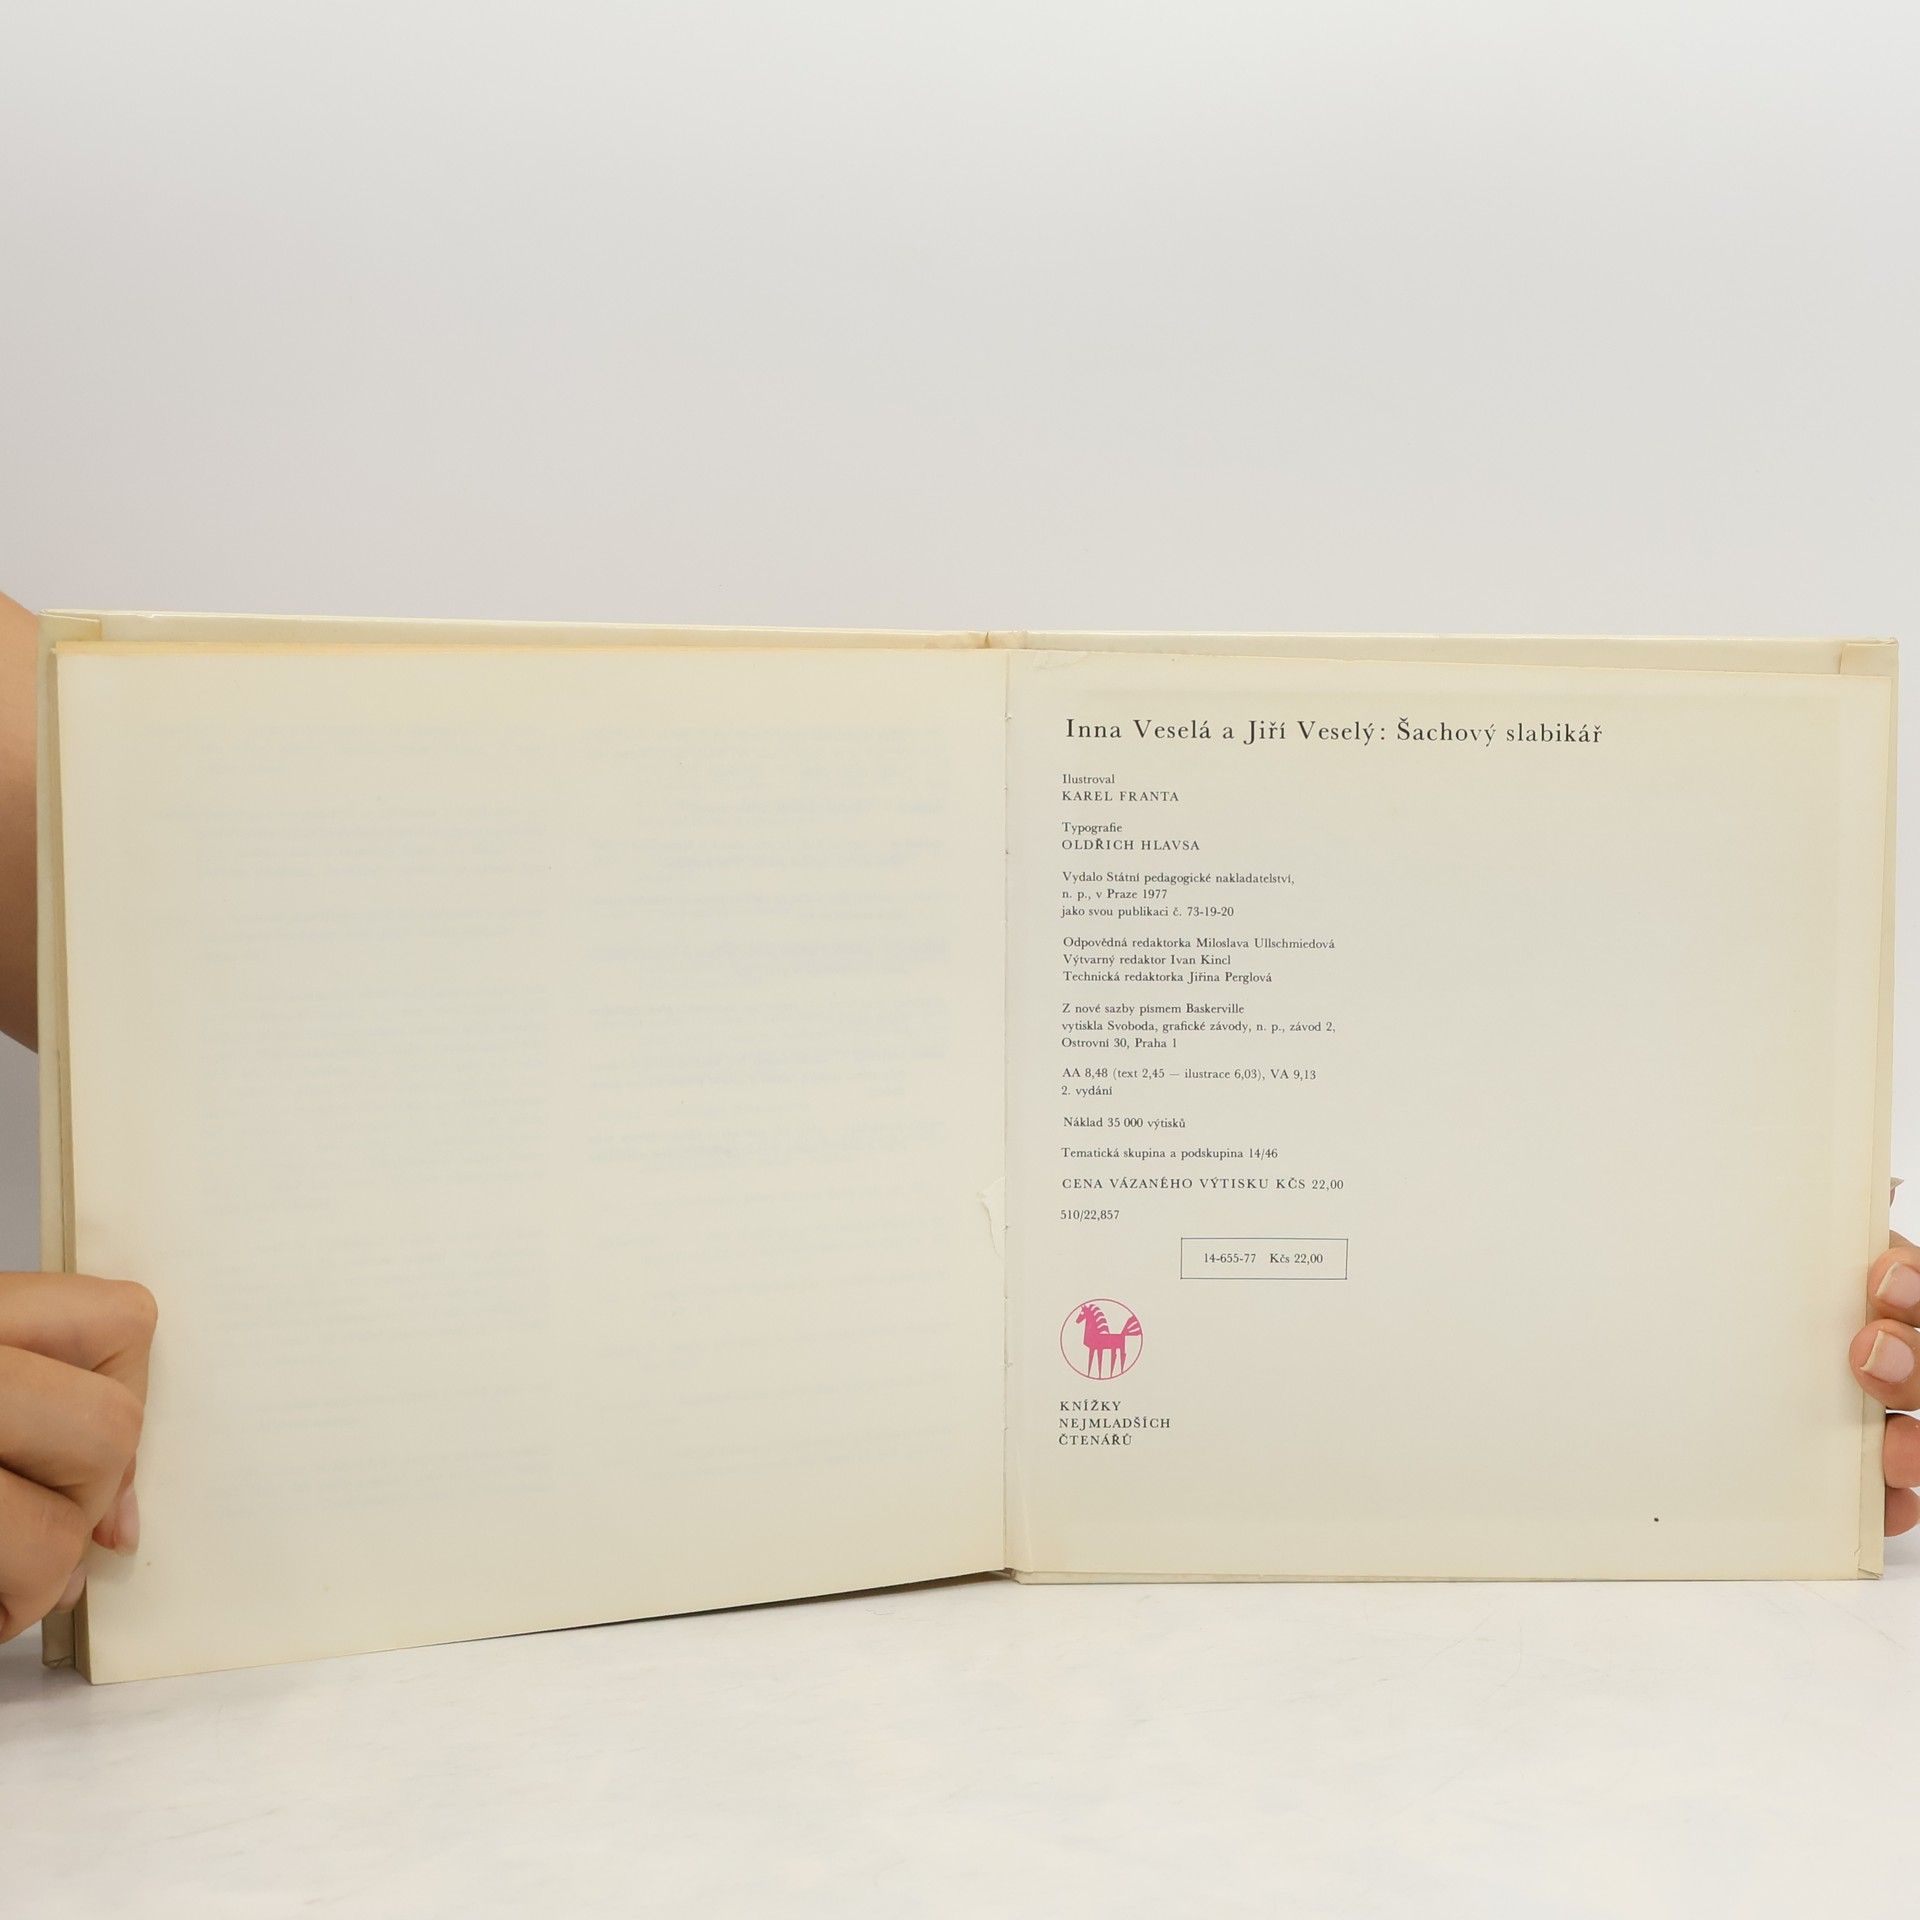 Inna Veselá a Jiří Veselý: Šachový slabikář
Ilustroval
KAREL FRANTA
Typografie
OLDŘICH HLAVSA
Vydalo Státní pedagogické nakladatelství,
n. p., v Praze 1977
jako svou publikaci č. 73-19-20
Odpovědná redaktorka Miloslava Ullschmiedová
Výtvarný redaktor Ivan Kincl
Technická redaktorka Jiřina Perglová
Z nové sazby písmem Baskerville
vytiskla Svoboda, grafické závody, n. p., závod 2,
Ostrovní 30, Praha 1
AA 8,48 (text 2,45 — ilustrace 6,03), VA 9,13
2. vydání
Náklad 35 000 výtisků
Tematická skupina a podskupina 14/46
CENA VÁZANÉHO VÝTISKU KČS 22,00
510/22,857
14-655-77 Kčs 22,00
KNÍŽKY
NEJMLADŠÍCH
ČTENÁŘŮ